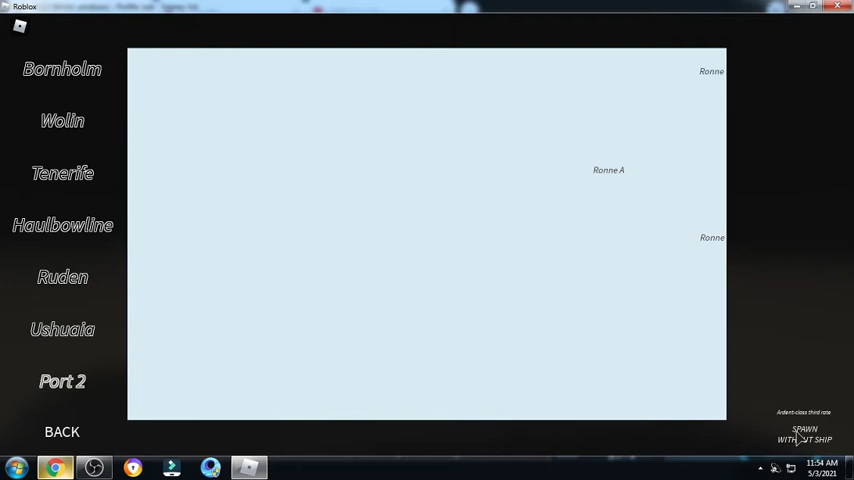 Roblox
Bornholm
Wolin
Tenerife
Haulbowline
Ruden
Ushuaia
Port 2
BACK
Ronne
Ronne A
Ronne
Ardent-class third rate
SPAWN
WITHOUT SHIP
11:54 AM
5/3/2021